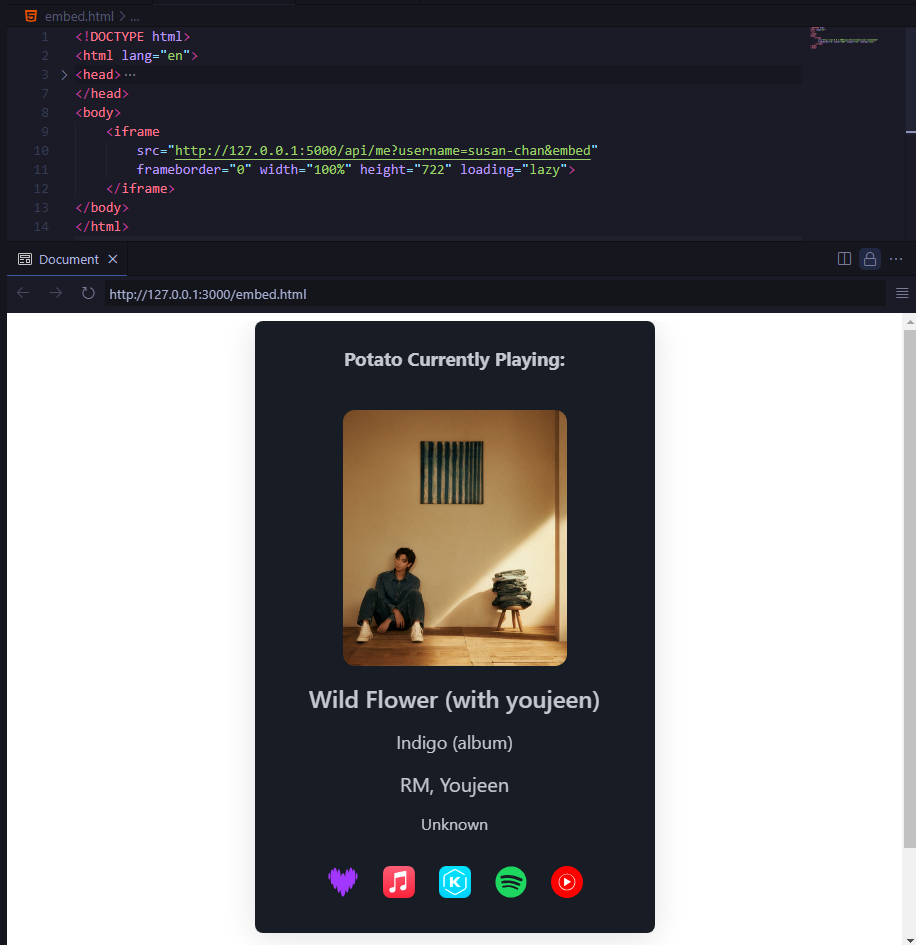 embed.html > ...
1 <!DOCTYPE html>
2 <html lang="en">
3 <head> ...
7 </head>
8 <body>
9 <iframe
10 src="http://127.0.0.1:5000/api/me?username=susan-chan&embed"
11 frameborder="0" width="100%" height="722" loading="lazy">
12 </iframe>
13 </body>
14 </html>
Document
http://127.0.0.1:3000/embed.html
Potato Currently Playing:
Wild Flower (with youjeen)
Indigo (album)
RM, Youjeen
Unknown
K